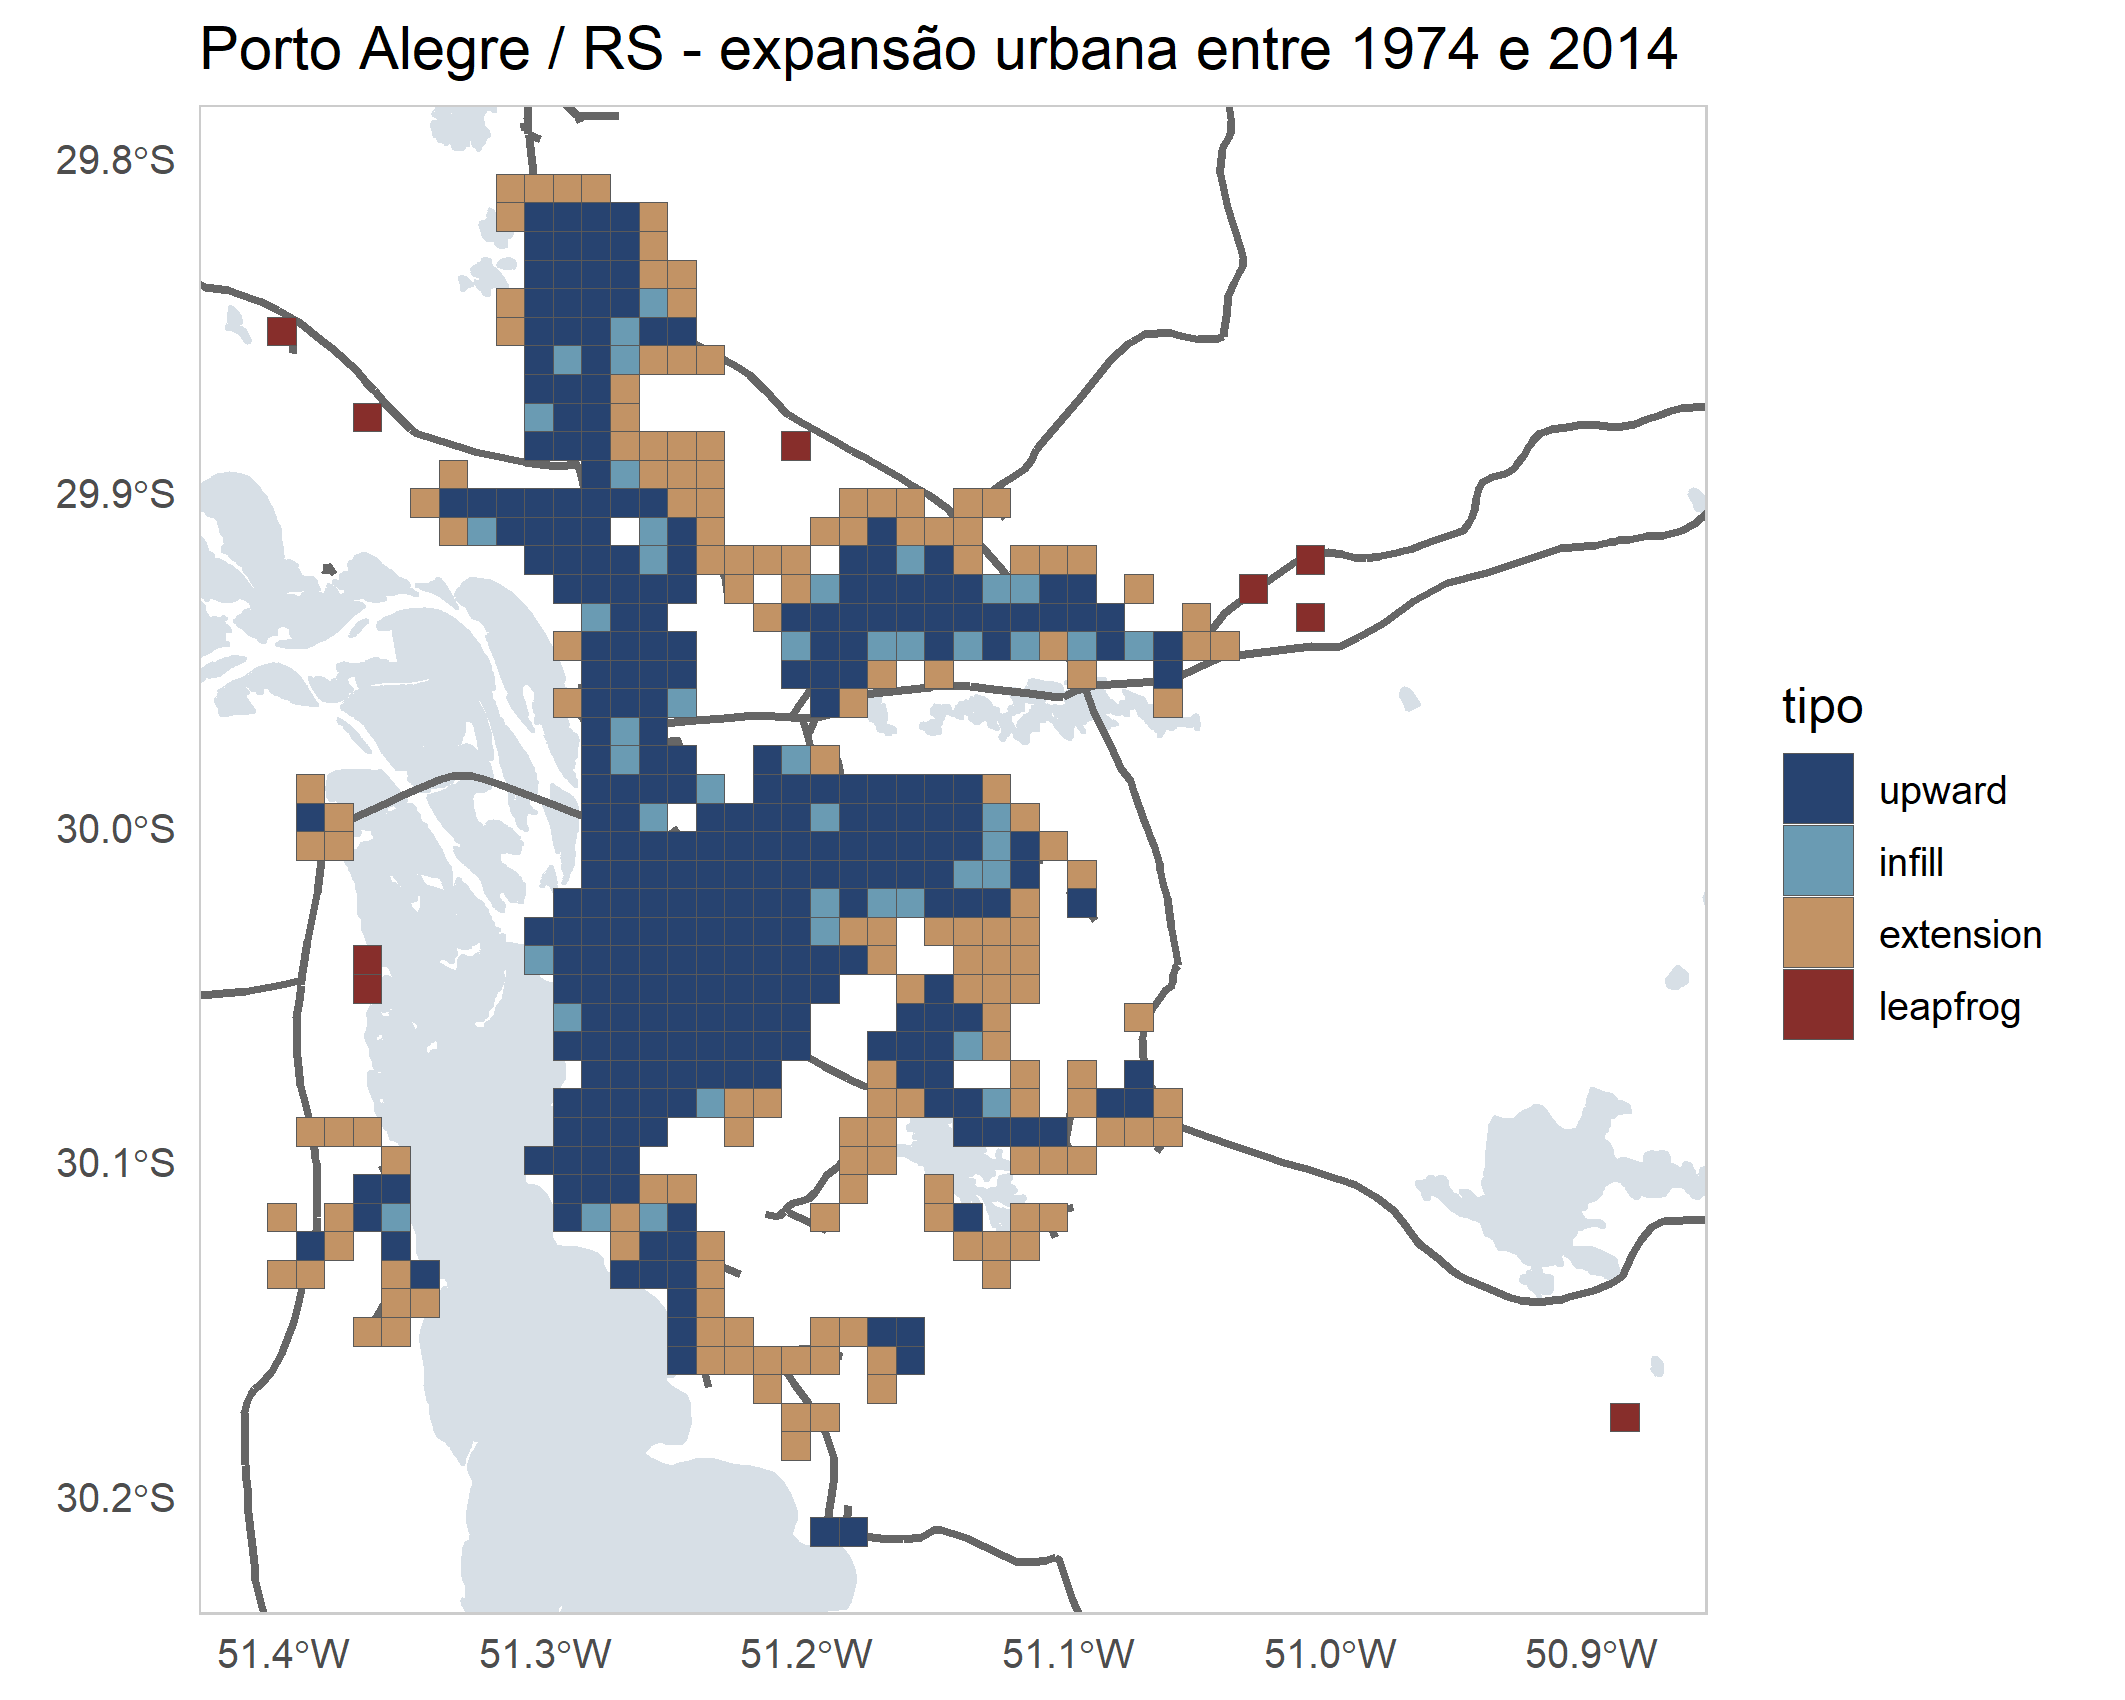 Porto Alegre / RS - expansão urbana entre 1974 e 2014
29.8°S
29.9°S
30.0°S
30.1°S
30.2°S
51.4°W
51.3°W
51.2°W
51.1°W
51.0°W
50.9°W
tipo
upward
infill
extension
leapfrog